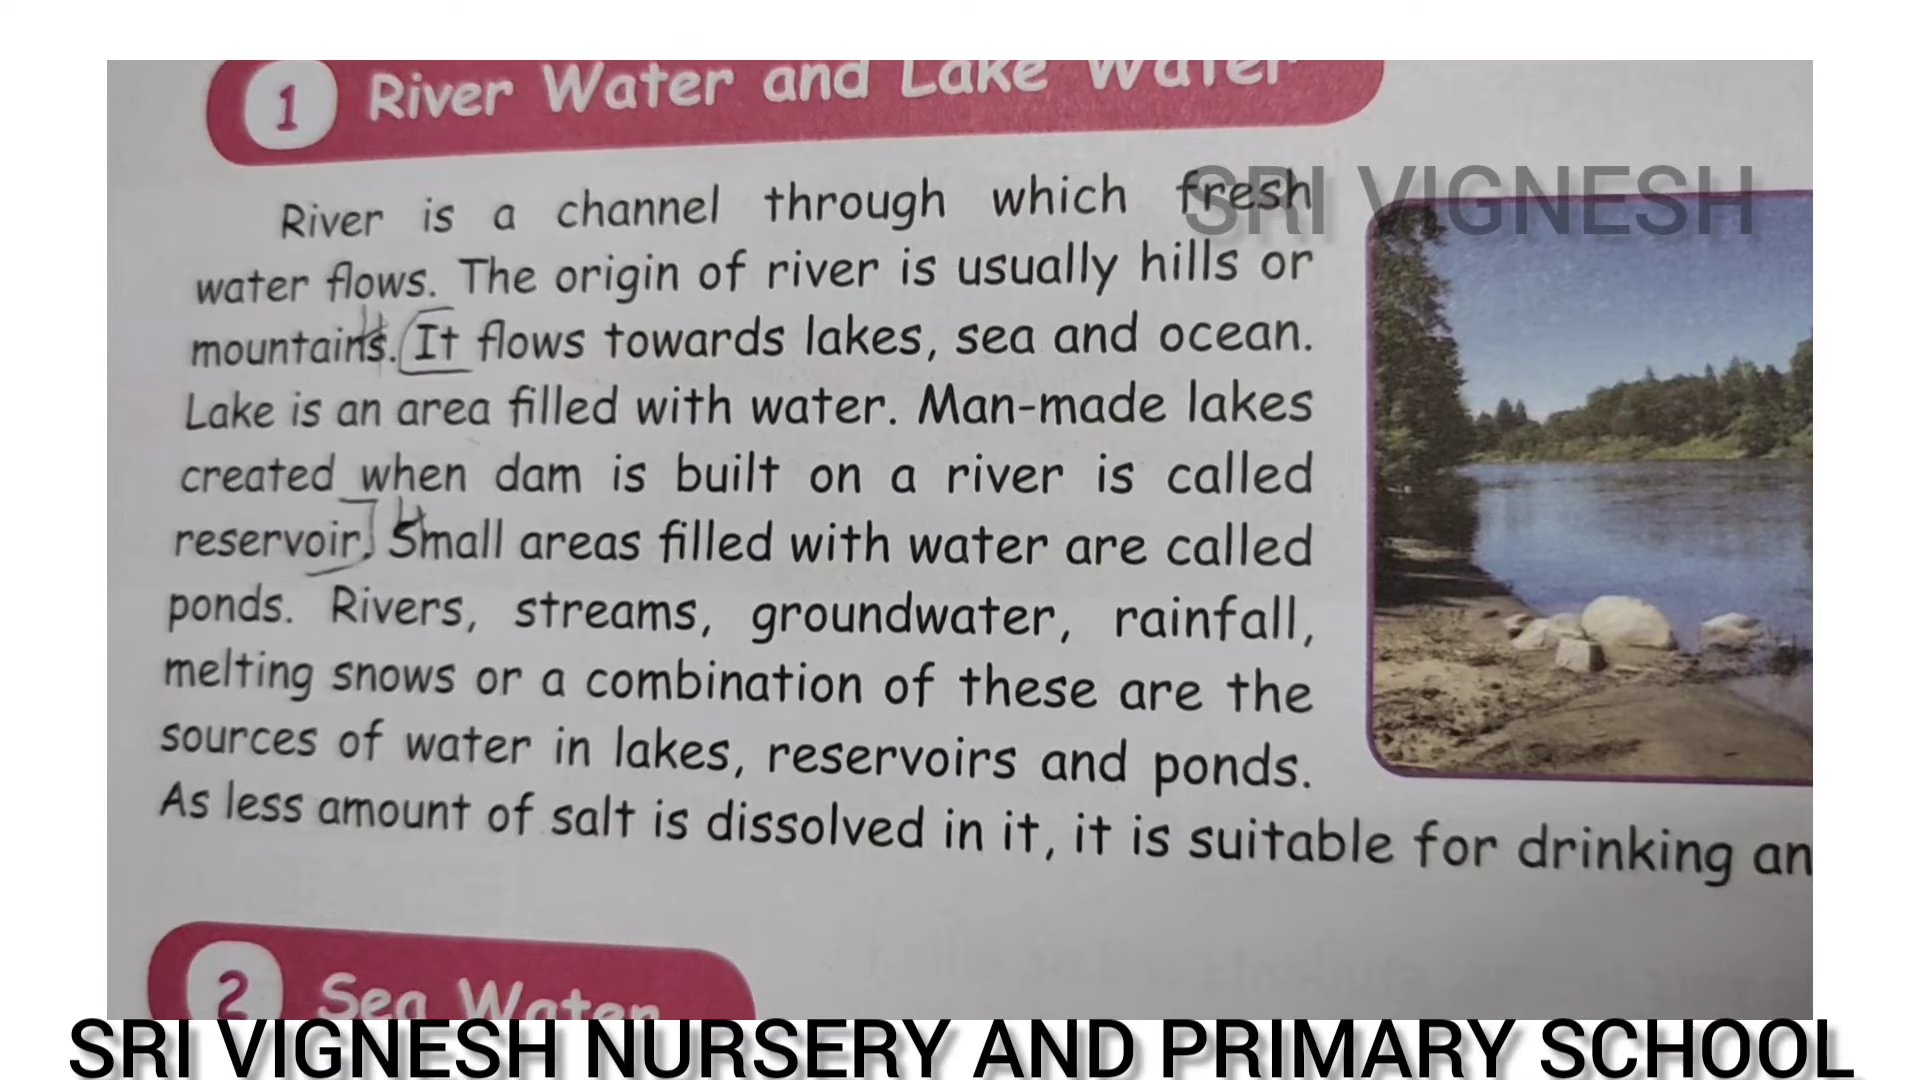 1 River Water and Lake Water
SRI VIGNESH
River is a channel through which fresh
water flows. The origin of river is usually hills or
mountains. It flows towards lakes, sea and ocean.
Lake is an area filled with water. Man-made lakes
created when dam is built on a river is called
reservoir. Small areas filled with water are called
ponds. Rivers, streams, groundwater, rainfall,
melting snows or a combination of these are the
sources of water in lakes, reservoirs and ponds.
As less amount of salt is dissolved in it, it is suitable for drinking an
2 Sea Water
SRI VIGNESH NURSERY AND PRIMARY SCHOOL